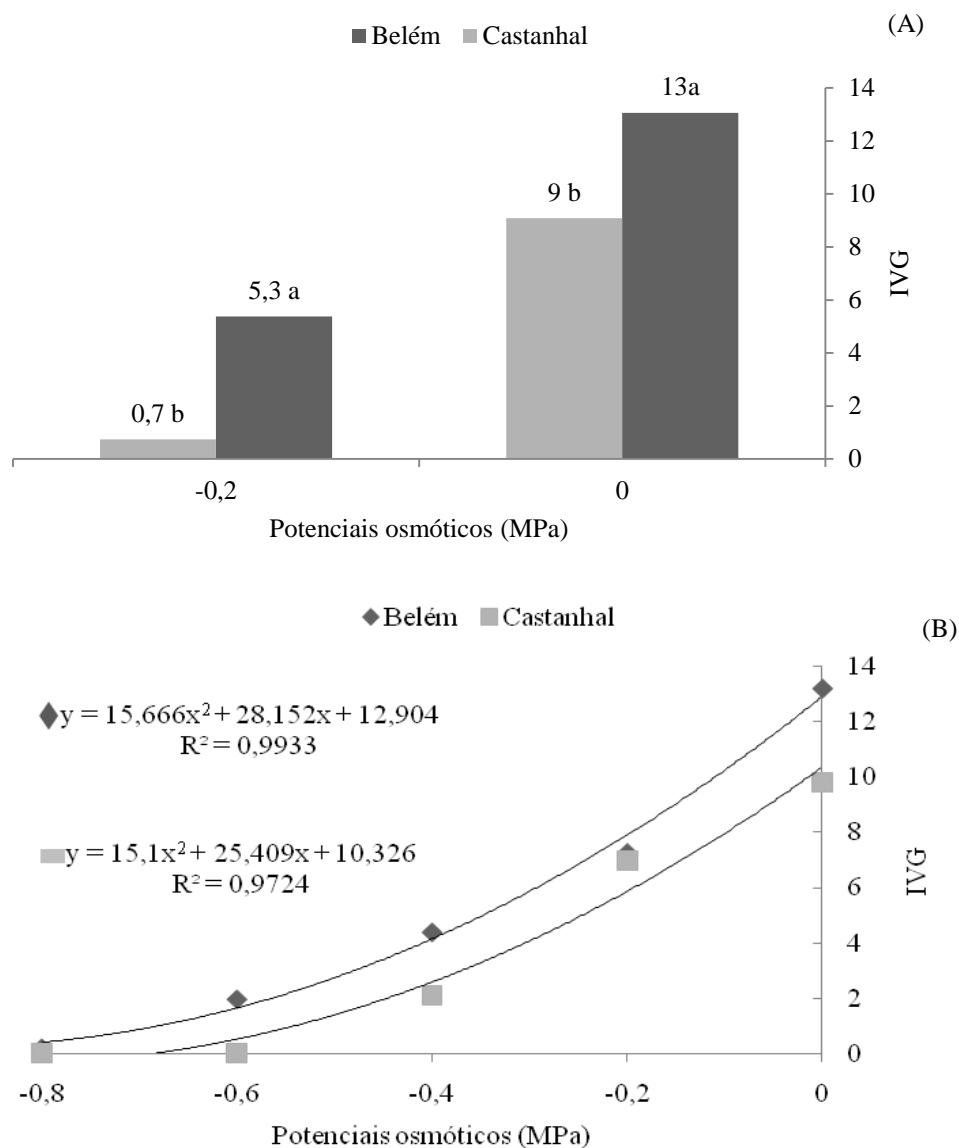 (A)
Belém Castanhal
14
12
10
8
6
4
2
0
IVG
13a
9 b
5,3 a
0,7 b
-0,2 0
Potenciais osmóticos (MPa)
(B)
Belém Castanhal
y = 15,666x² + 28,152x + 12,904
R² = 0,9933
y = 15,1x² + 25,409x + 10,326
R² = 0,9724
14
12
10
8
6
4
2
0
IVG
-0,8 -0,6 -0,4 -0,2 0
Potenciais osmóticos (MPa)